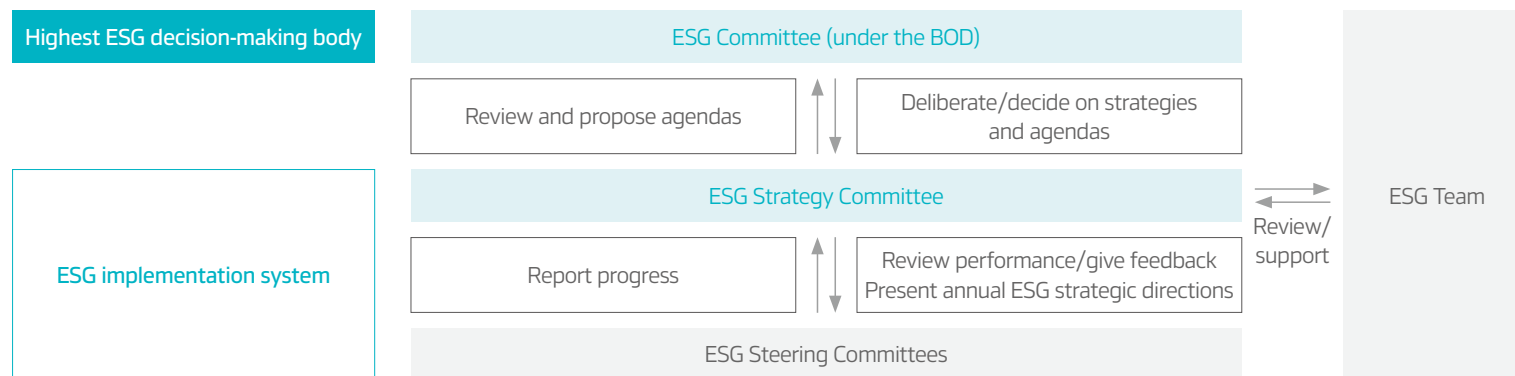 Highest ESG decision-making body
ESG Committee (under the BOD)
Review and propose agendas
Deliberate/decide on strategies
and agendas
ESG Strategy Committee
Review/
support
ESG Team
ESG implementation system
Report progress
Review performance/give feedback
Present annual ESG strategic directions
ESG Steering Committees